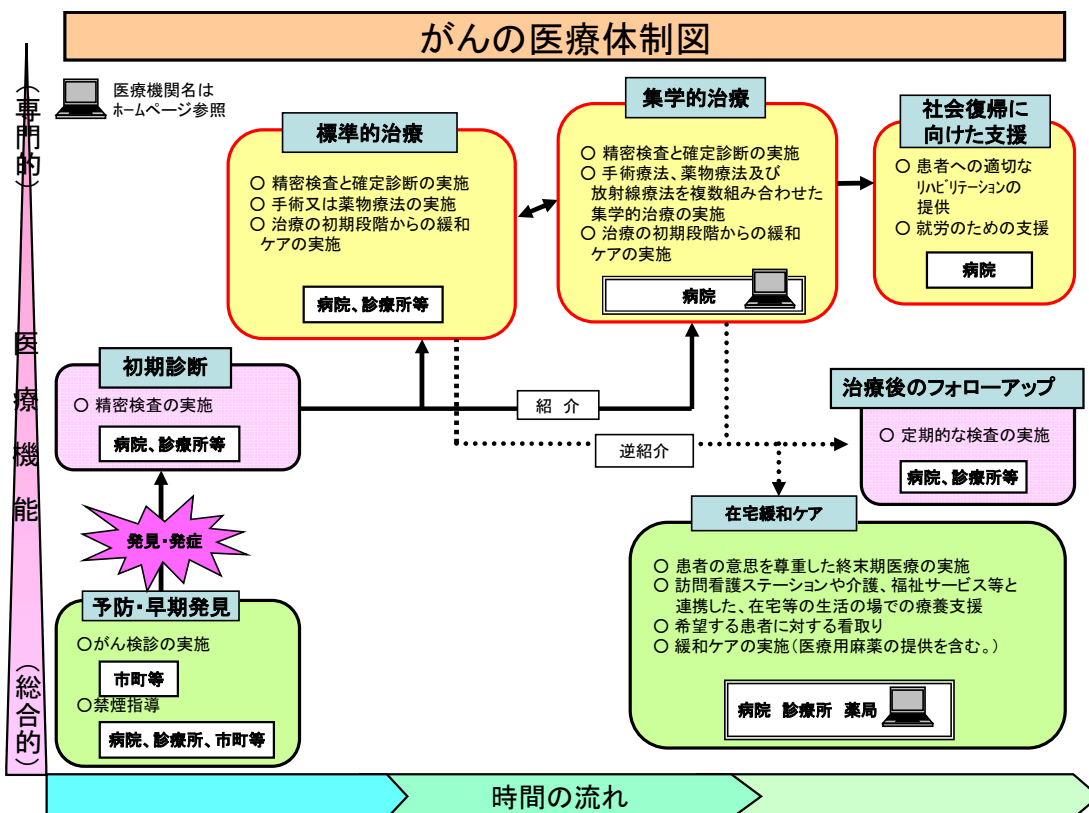 がんの医療体制図
医療機関名は
ホームページ参照
(専門的)
医療機能
(総合的)
標準的治療
○ 精密検査と確定診断の実施
○ 手術又は薬物療法の実施
○ 治療の初期段階からの緩和
ケアの実施
病院、診療所等
集学的治療
○ 精密検査と確定診断の実施
○ 手術療法、薬物療法及び
放射線療法を複数組み合わせた
集学的治療の実施
○ 治療の初期段階からの緩和
ケアの実施
病院
社会復帰に
向けた支援
○ 患者への適切な
ﾘﾊﾋﾞﾘテーションの
提供
○ 就労のための支援
病院
初期診断
○ 精密検査の実施
病院、診療所等
紹 介
逆紹介
治療後のフォローアップ
○ 定期的な検査の実施
病院、診療所等
発見・発症
予防・早期発見
○がん検診の実施
市町等
○禁煙指導
病院、診療所、市町等
在宅緩和ケア
○ 患者の意思を尊重した終末期医療の実施
○ 訪問看護ステーションや介護、福祉サービス等と
連携した、在宅等の生活の場での療養支援
○ 希望する患者に対する看取り
○ 緩和ケアの実施(医療用麻薬の提供を含む。)
病院 診療所 薬局
時間の流れ